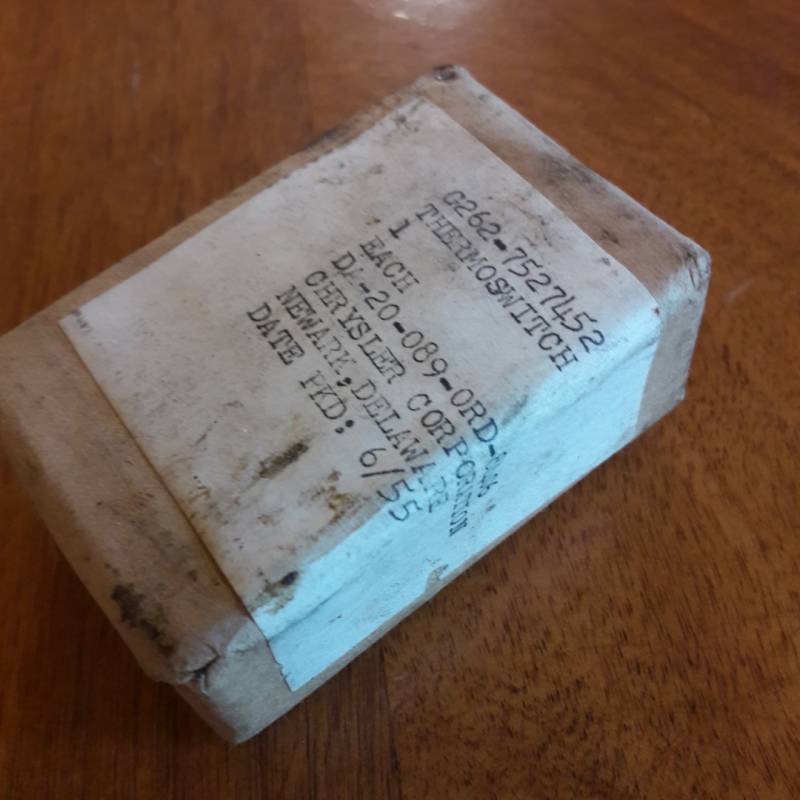 G262-7527452
THERMOSWITCH
1 EACH
DA-20-089-ORD-
CHRYSLER CORPORATION
NEWARK, DELAWARE
DATE PKD: 6/55